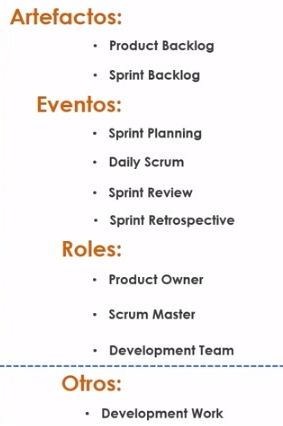 Artefactos:
• Product Backlog
• Sprint Backlog
Eventos:
• Sprint Planning
• Daily Scrum
• Sprint Review
• Sprint Retrospective
Roles:
• Product Owner
• Scrum Master
• Development Team
Otros:
• Development Work